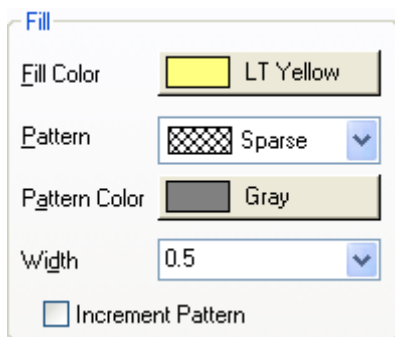 Fill
Fill Color LT Yellow
Pattern Sparse
Pattern Color Gray
Width 0.5
Increment Pattern